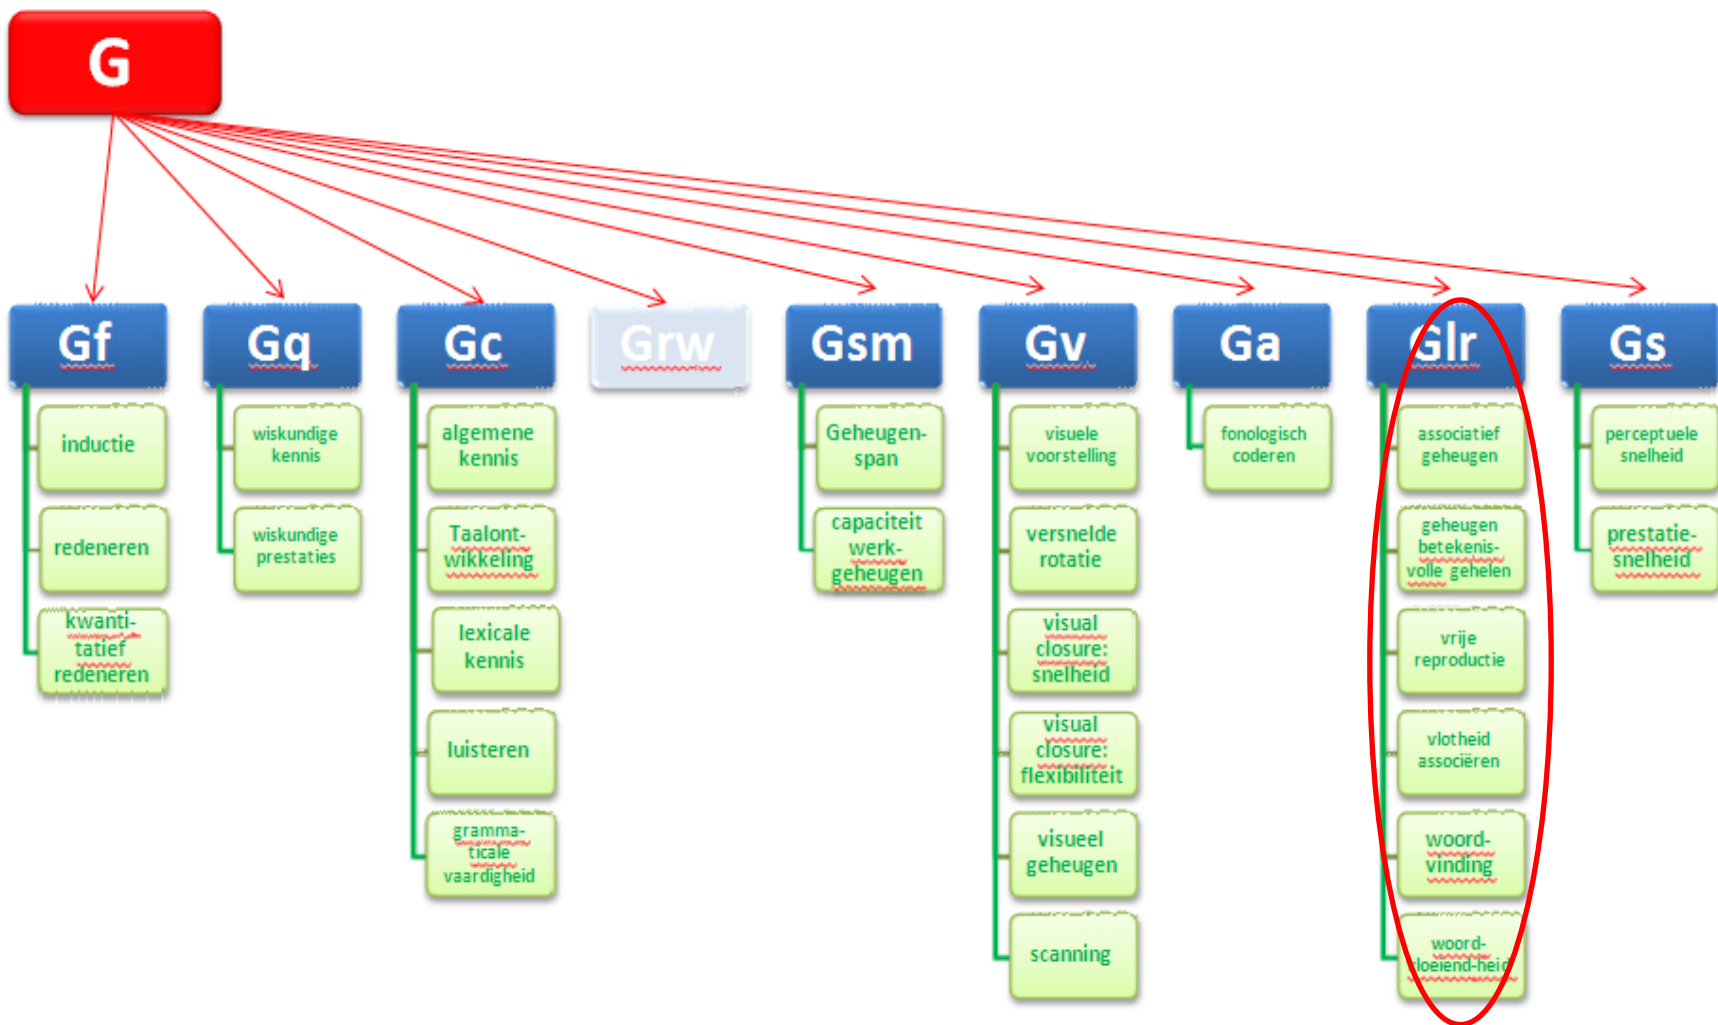 G
Gf
Gq
Gc
Grw
Gsm
Gv
Ga
Glr
Gs
inductie
redeneren
kwanti-
tatief
redeneren
wiskundige
kennis
wiskundige
prestaties
algemene
kennis
Taalont-
wikkeling
lexicale
kennis
luisteren
gramma-
ticale
vaardigheid
Geheugen-
span
capaciteit
werk-
geheugen
visuele
voorstelling
versnelde
rotatie
visual
closure:
snelheid
visual
closure:
flexibiliteit
visueel
geheugen
scanning
fonologisch
coderen
associatief
geheugen
geheugen
betekenis-
volle gehelen
vrije
reproductie
vlotheid
associëren
woord-
vinding
woord-
vloeiend-heid
perceptuele
snelheid
prestatie-
snelheid